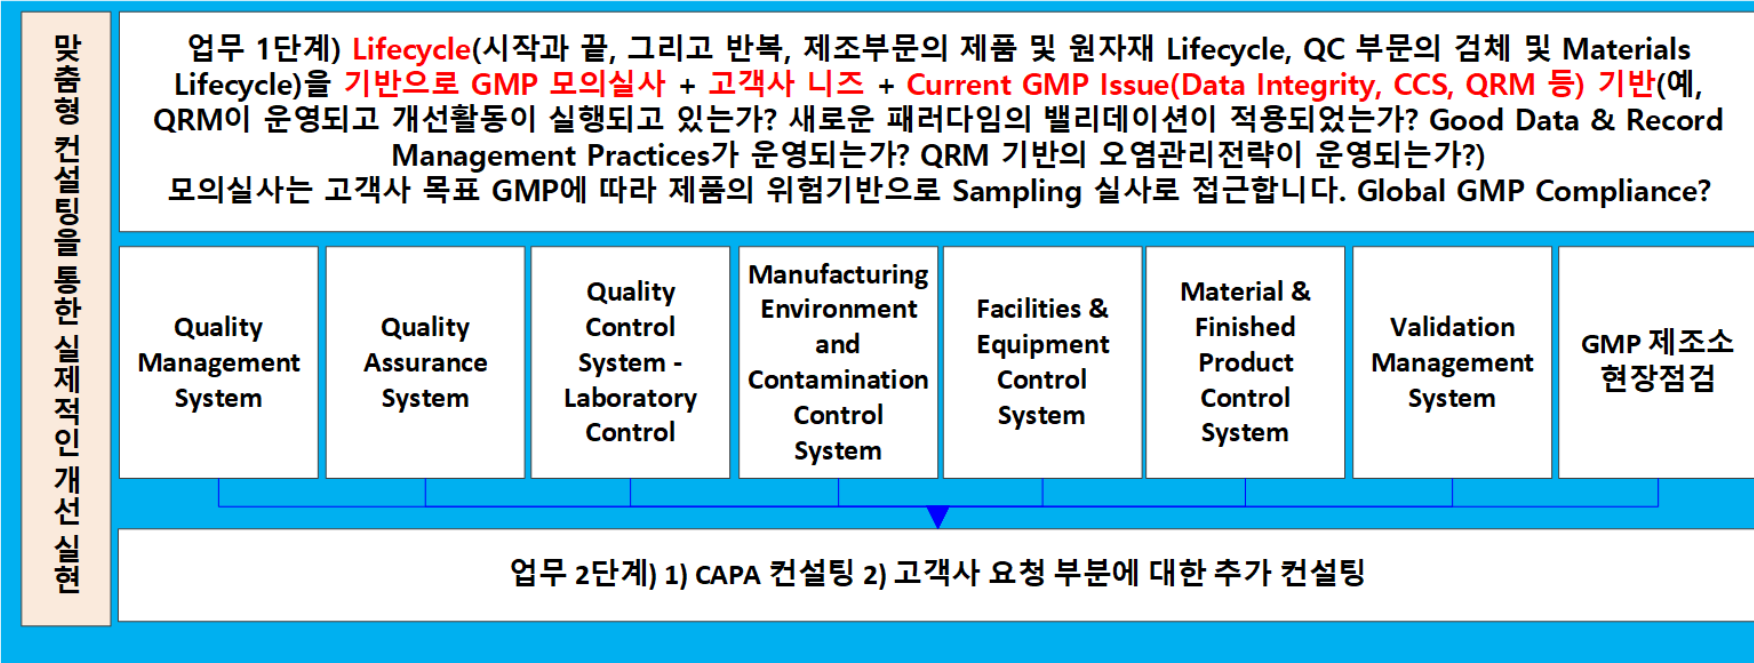 맞춤형 컨설팅을 통한 실제적인 개선 실현
업무 1단계) Lifecycle(시작과 끝, 그리고 반복, 제조부문의 제품 및 원자재 Lifecycle, QC 부문의 검체 및 Materials
Lifecycle)을 기반으로 GMP 모의실사 + 고객사 니즈 + Current GMP Issue(Data Integrity, CCS, QRM 등) 기반(예,
QRM이 운영되고 개선활동이 실행되고 있는가? 새로운 패러다임의 밸리데이션이 적용되었는가? Good Data & Record
Management Practices가 운영되는가? QRM 기반의 오염관리전략이 운영되는가?)
모의실사는 고객사 목표 GMP에 따라 제품의 위험기반으로 Sampling 실사로 접근합니다. Global GMP Compliance?
Quality
Management
System
Quality
Assurance
System
Quality
Control
System -
Laboratory
Control
Manufacturing
Environment
and
Contamination
Control
System
Facilities &
Equipment
Control
System
Material &
Finished
Product
Control
System
Validation
Management
System
GMP 제조소
현장점검
업무 2단계) 1) CAPA 컨설팅 2) 고객사 요청 부분에 대한 추가 컨설팅